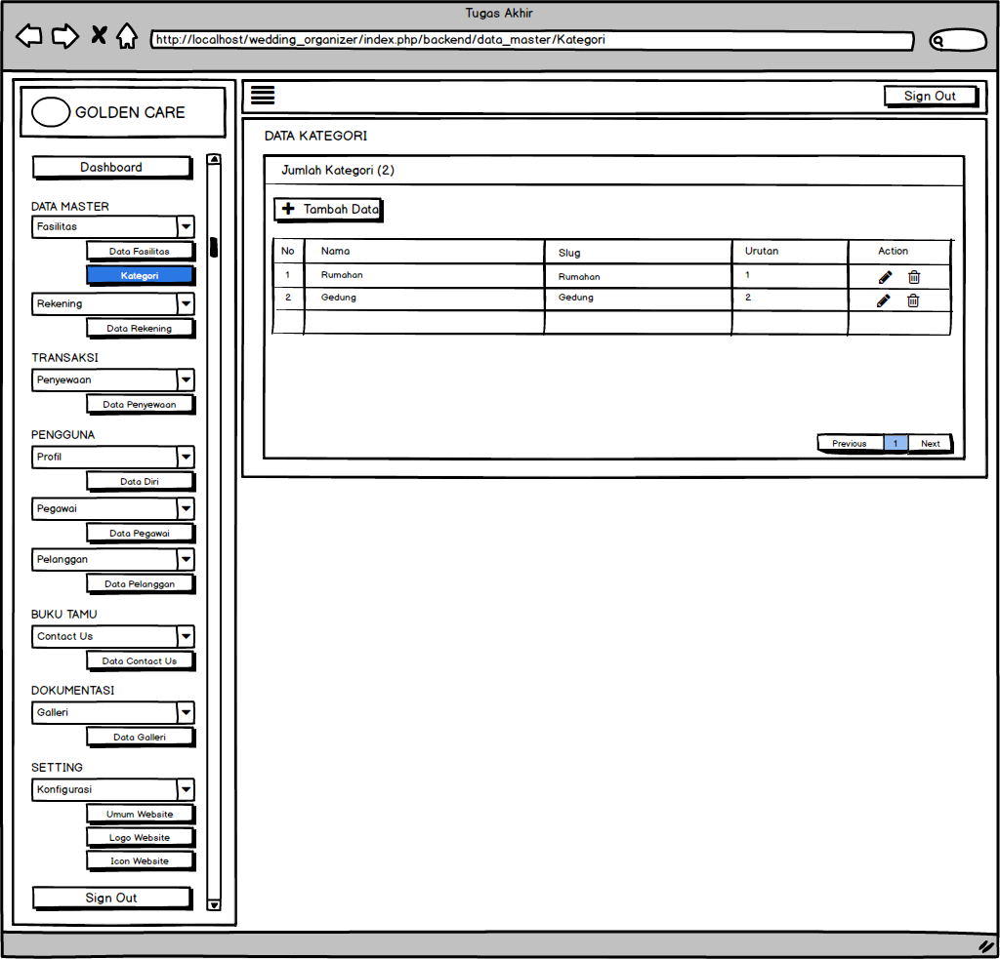 Tugas Akhir
http://localhost/wedding_organizer/index.php/backend/data_master/Kategori
GOLDEN CARE
Dashboard
DATA MASTER
Fasilitas
Data Fasilitas
Kategori
Rekening
Data Rekening
TRANSAKSI
Penyewaan
Data Penyewaan
PENGGUNA
Profil
Data Diri
Pegawai
Data Pegawai
Pelanggan
Data Pelanggan
BUKU TAMU
Contact Us
Data Contact Us
DOKUMENTASI
Galleri
Data Galleri
SETTING
Konfigurasi
Umum Website
Logo Website
Icon Website
Sign Out
Sign Out
DATA KATEGORI
Jumlah Kategori (2)
Tambah Data
No Nama Slug Urutan Action
1 Rumahan Rumahan 1
2 Gedung Gedung 2
Previous 1 Next